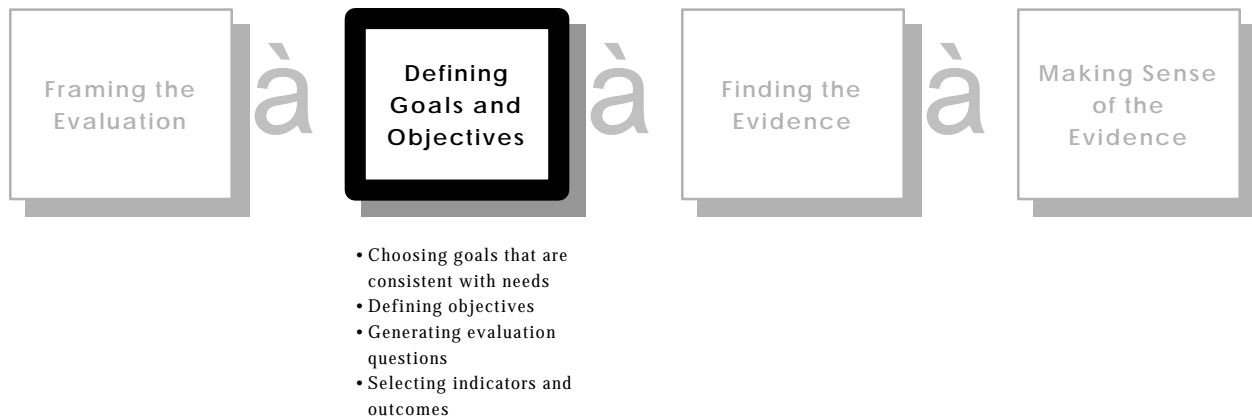 Framing the
Evaluation
à
Defining
Goals and
Objectives
à
Finding the
Evidence
à
Making Sense
of the
Evidence
• Choosing goals that are
consistent with needs
• Defining objectives
• Generating evaluation
questions
• Selecting indicators and
outcomes